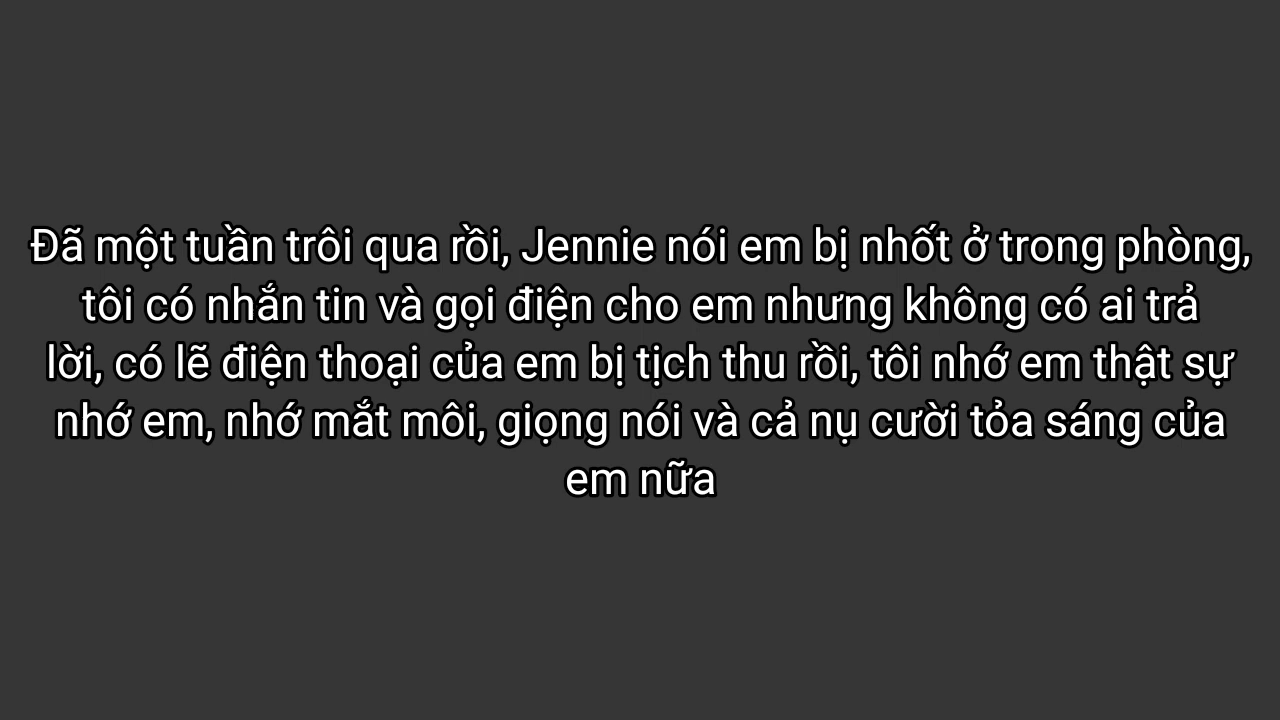 Đã một tuần trôi qua rồi, Jennie nói em bị nhốt ở trong phòng,
tôi có nhắn tin và gọi điện cho em nhưng không có ai trả
lời, có lẽ điện thoại của em bị tịch thu rồi, tôi nhớ em thật sự
nhớ em, nhớ mắt môi, giọng nói và cả nụ cười tỏa sáng của
em nữa